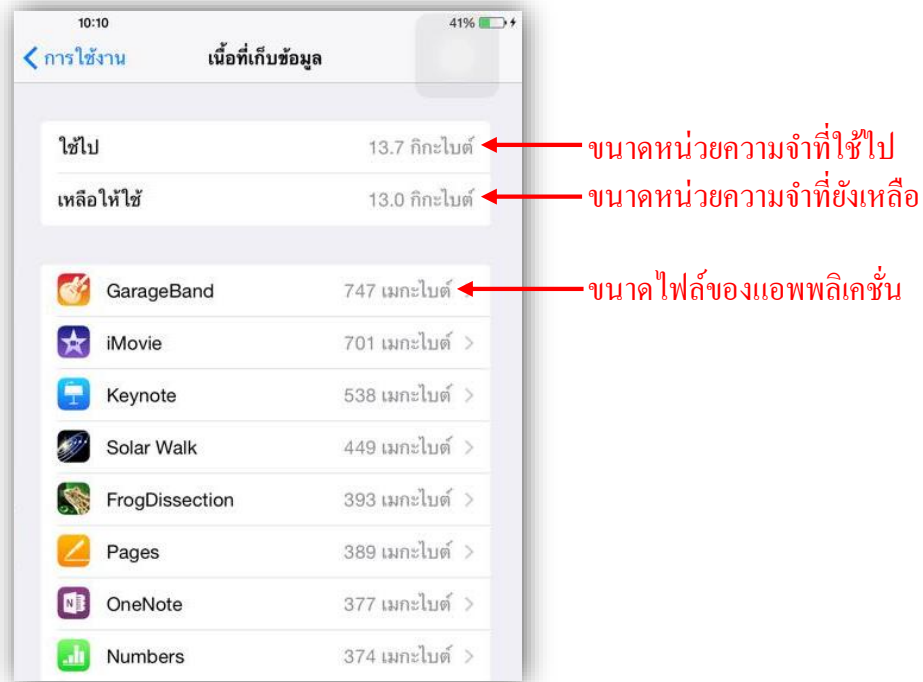 10:10 41%
การใช้งาน เนื้อที่เก็บข้อมูล
ใช้ไป 13.7 กิกะไบต์ ขนาดหน่วยความจำที่ใช้ไป
เหลือให้ใช้ 13.0 กิกะไบต์ ขนาดหน่วยความจำที่ยังเหลือ
GarageBand 747 เมกะไบต์ ขนาดไฟล์ของแอพพลิเคชั่น
iMovie 701 เมกะไบต์
Keynote 538 เมกะไบต์
Solar Walk 449 เมกะไบต์
FrogDissection 393 เมกะไบต์
Pages 389 เมกะไบต์
OneNote 377 เมกะไบต์
Numbers 374 เมกะไบต์